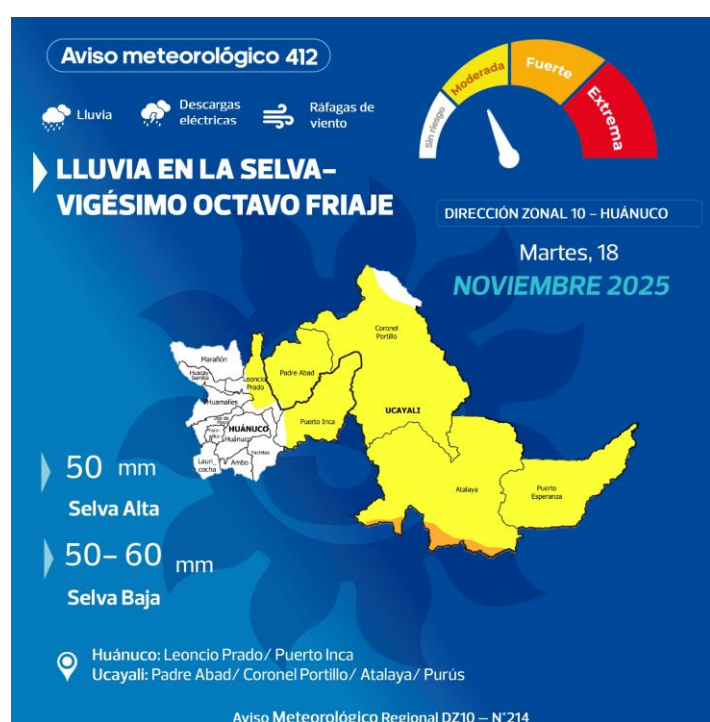 Aviso meteorológico 412
Lluvia
Descargas
eléctricas
Ráfagas de
viento
Sin riesgo
Moderada
Fuerte
Extrema
LLUVIA EN LA SELVA–
VIGÉSIMO OCTAVO FRIAJE
DIRECCIÓN ZONAL 10 – HUÁNUCO
Martes, 18
NOVIEMBRE 2025
Coronel
Portillo
Marañón
Leoncio
Prado
Padre Abad
Huamalíes
Puerto Inca
UCAYALI
HUÁNUCO
Huánuco
Lauri
cocha
Ambo
Pachitea
Atalaya
Puerto
Esperanza
50 mm
Selva Alta
50– 60 mm
Selva Baja
Huánuco: Leoncio Prado/ Puerto Inca
Ucayali: Padre Abad/ Coronel Portillo/ Atalaya/ Purús
Aviso Meteorológico Regional DZ10 – N°214